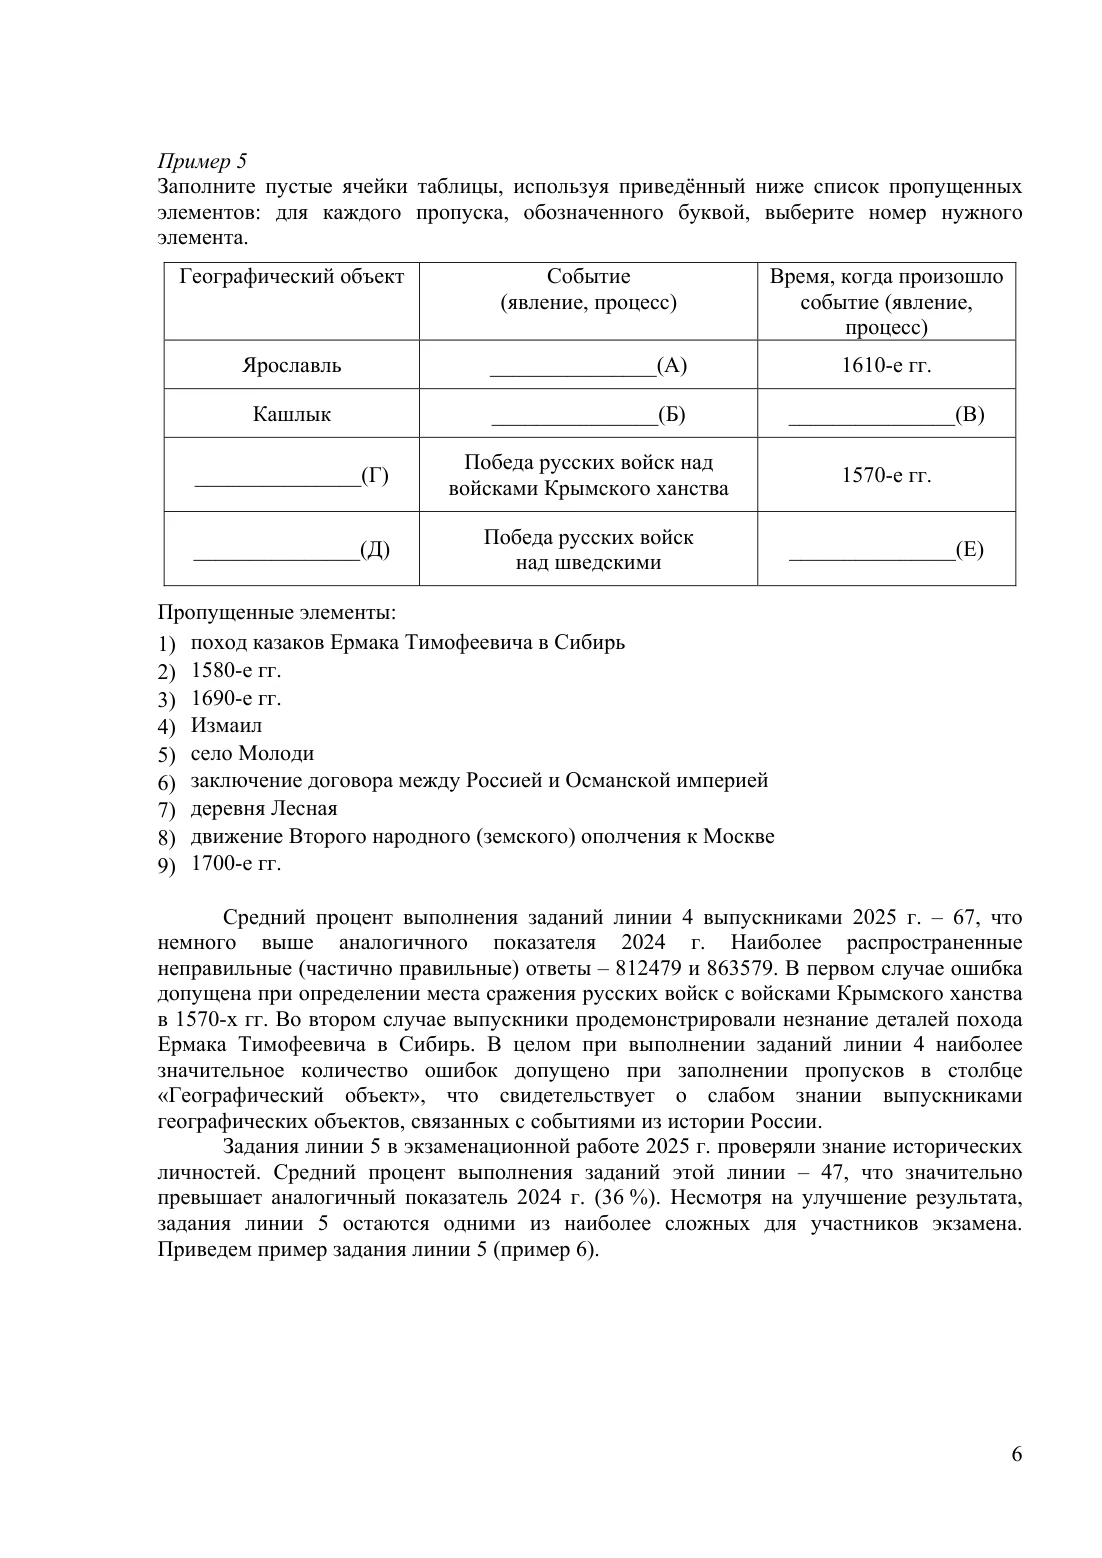 Пример 5
Заполните пустые ячейки таблицы, используя приведённый ниже список пропущенных
элементов: для каждого пропуска, обозначенного буквой, выберите номер нужного
элемента.
Географический объект
Событие
(явление, процесс)
Время, когда произошло
событие (явление,
процесс)
Ярославль
_______________(А)
1610-е гг.
Кашлык
_______________(Б)
_______________(В)
_______________(Г)
Победа русских войск над
войсками Крымского ханства
1570-е гг.
_______________(Д)
Победа русских войск
над шведскими
_______________(Е)
Пропущенные элементы:
1) поход казаков Ермака Тимофеевича в Сибирь
2) 1580-е гг.
3) 1690-е гг.
4) Измаил
5) село Молоди
6) заключение договора между Россией и Османской империей
7) деревня Лесная
8) движение Второго народного (земского) ополчения к Москве
9) 1700-е гг.
Средний процент выполнения заданий линии 4 выпускниками 2025 г. – 67, что
немного выше аналогичного показателя 2024 г. Наиболее распространенные
неправильные (частично правильные) ответы – 812479 и 863579. В первом случае ошибка
допущена при определении места сражения русских войск с войсками Крымского ханства
в 1570-х гг. Во втором случае выпускники продемонстрировали незнание деталей похода
Ермака Тимофеевича в Сибирь. В целом при выполнении заданий линии 4 наиболее
значительное количество ошибок допущено при заполнении пропусков в столбце
«Географический объект», что свидетельствует о слабом знании выпускниками
географических объектов, связанных с событиями из истории России.
Задания линии 5 в экзаменационной работе 2025 г. проверяли знание исторических
личностей. Средний процент выполнения заданий этой линии – 47, что значительно
превышает аналогичный показатель 2024 г. (36 %). Несмотря на улучшение результата,
задания линии 5 остаются одними из наиболее сложных для участников экзамена.
Приведем пример задания линии 5 (пример 6).
6